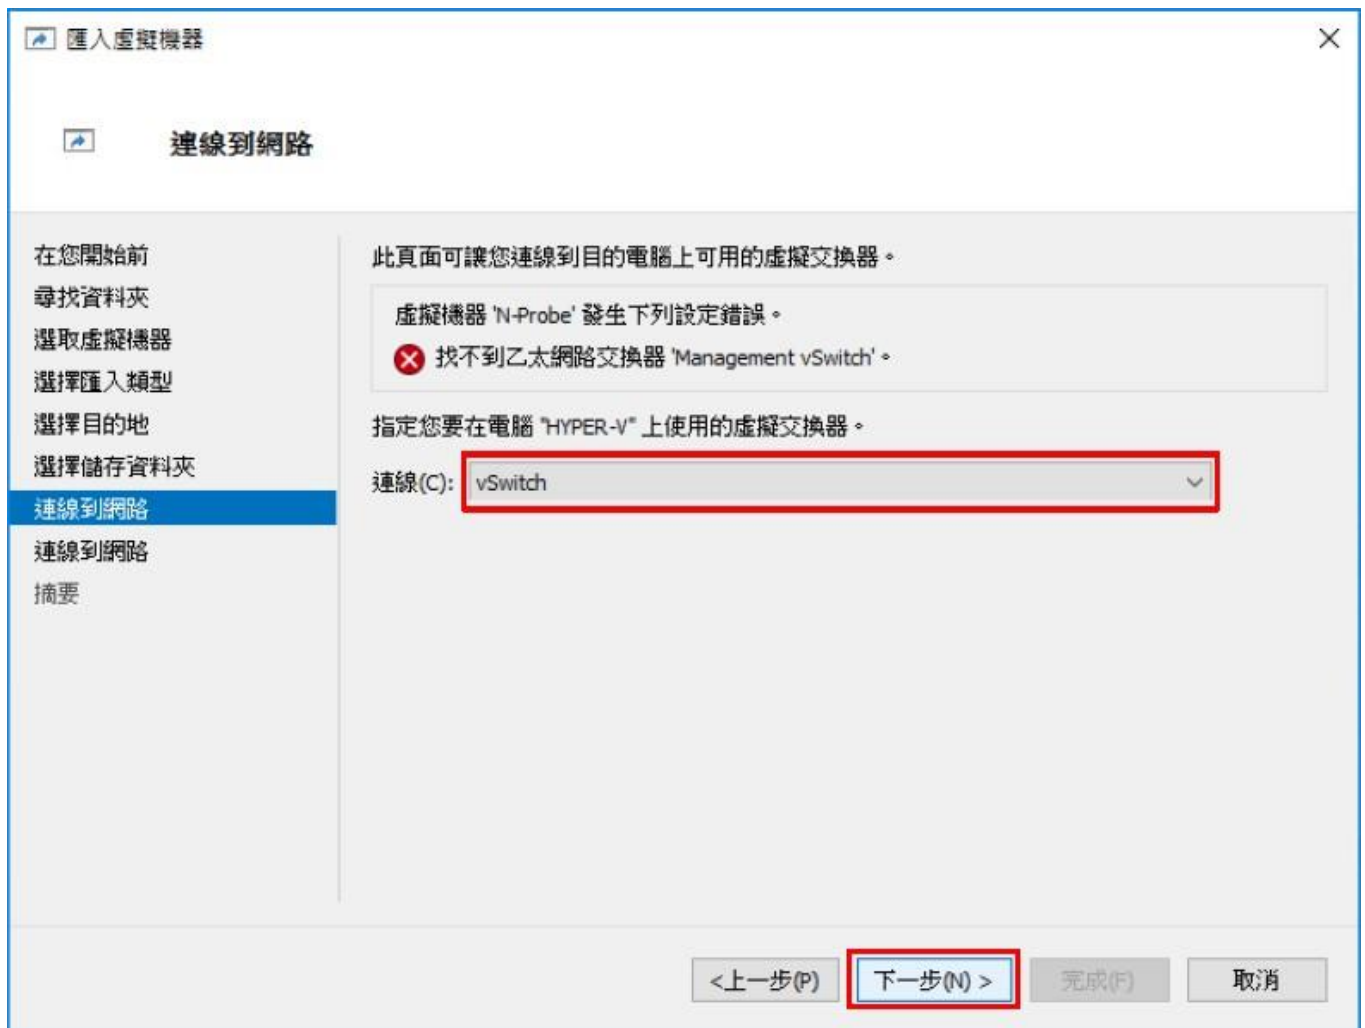 匯入虛擬機器
連線到網路
在您開始前
尋找資料夾
選取虛擬機器
選擇匯入類型
選擇目的地
選擇儲存資料夾
連線到網路
連線到網路
摘要
此頁面可讓您連線到目的電腦上可用的虛擬交換器。
虛擬機器 'N-Probe' 發生下列設定錯誤。
找不到乙太網路交換器 'Management vSwitch'。
指定您要在電腦 "HYPER-V" 上使用的虛擬交換器。
連線(C): vSwitch
<上一步(P) 下一步(N) > 完成(F) 取消